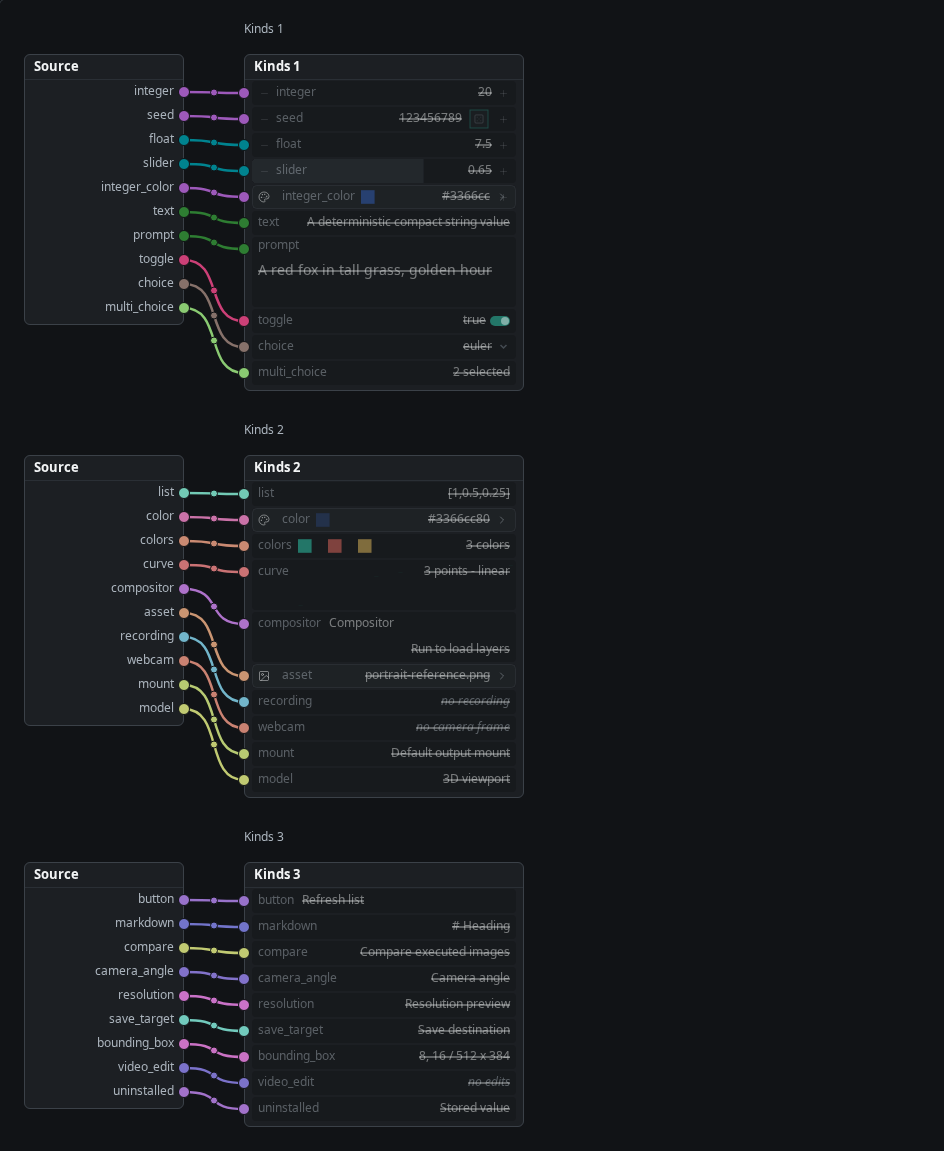 Kinds 1
Source
integer
seed
float
slider
integer_color
text
prompt
toggle
choice
multi_choice
Kinds 1
integer 20
seed 123456789
float 7.5
slider 0.65
integer_color #3366cc
text A deterministic compact string value
prompt
A red fox in tall grass, golden hour
toggle true
choice euler
multi_choice 2 selected
Kinds 2
Source
list
color
colors
curve
compositor
asset
recording
webcam
mount
model
Kinds 2
list [1,0.5,0.25]
color #3366cc80
colors 3 colors
curve 3 points - linear
compositor Compositor
Run to load layers
asset portrait-reference.png
recording no recording
webcam no camera frame
mount Default output mount
model 3D viewport
Kinds 3
Source
button
markdown
compare
camera_angle
resolution
save_target
bounding_box
video_edit
uninstalled
Kinds 3
button Refresh list
markdown # Heading
compare Compare executed images
camera_angle Camera angle
resolution Resolution preview
save_target Save destination
bounding_box 8, 16 / 512 x 384
video_edit no edits
uninstalled Stored value